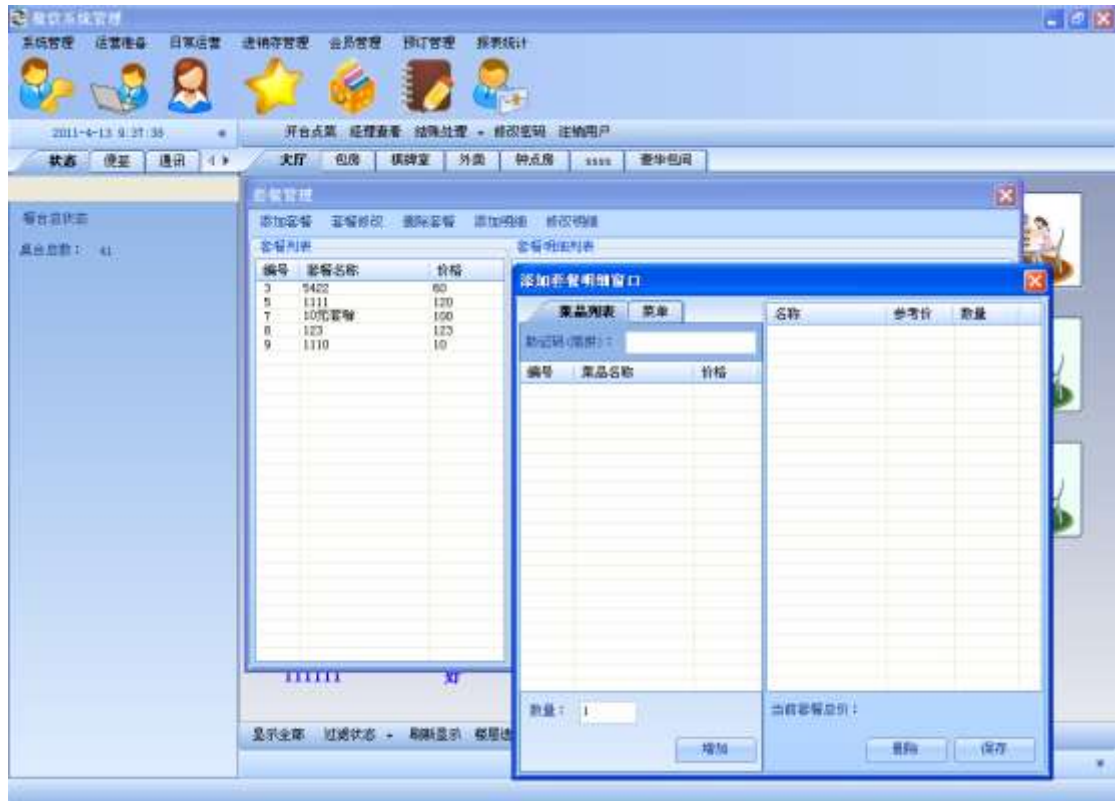 餐饮系统管理
系统管理 运营准备 日常运营 进销存管理 会员管理 预订管理 报表统计
2011-4-13 9:37:38
开台点菜 经理查看 结账处理 修改密码 注销用户
状态 便签 通讯
大厅 包房 棋牌室 外卖 钟点房 ssss 豪华包间
餐台总状态
桌台总数： 41
套餐管理
添加套餐 套餐修改 删除套餐 添加明细 修改明细
套餐列表
编号 套餐名称 价格
3 5422 60
5 1111 120
7 10元套餐 100
8 123 123
9 1110 10
套餐明细列表
添加套餐明细窗口
菜品列表 菜单
助记码(简拼)：
编号 菜品名称 价格
名称 参考价 数量
数量： 1
增加
当前套餐总价：
删除 保存
111111 好
显示全部 过滤状态 刷新显示